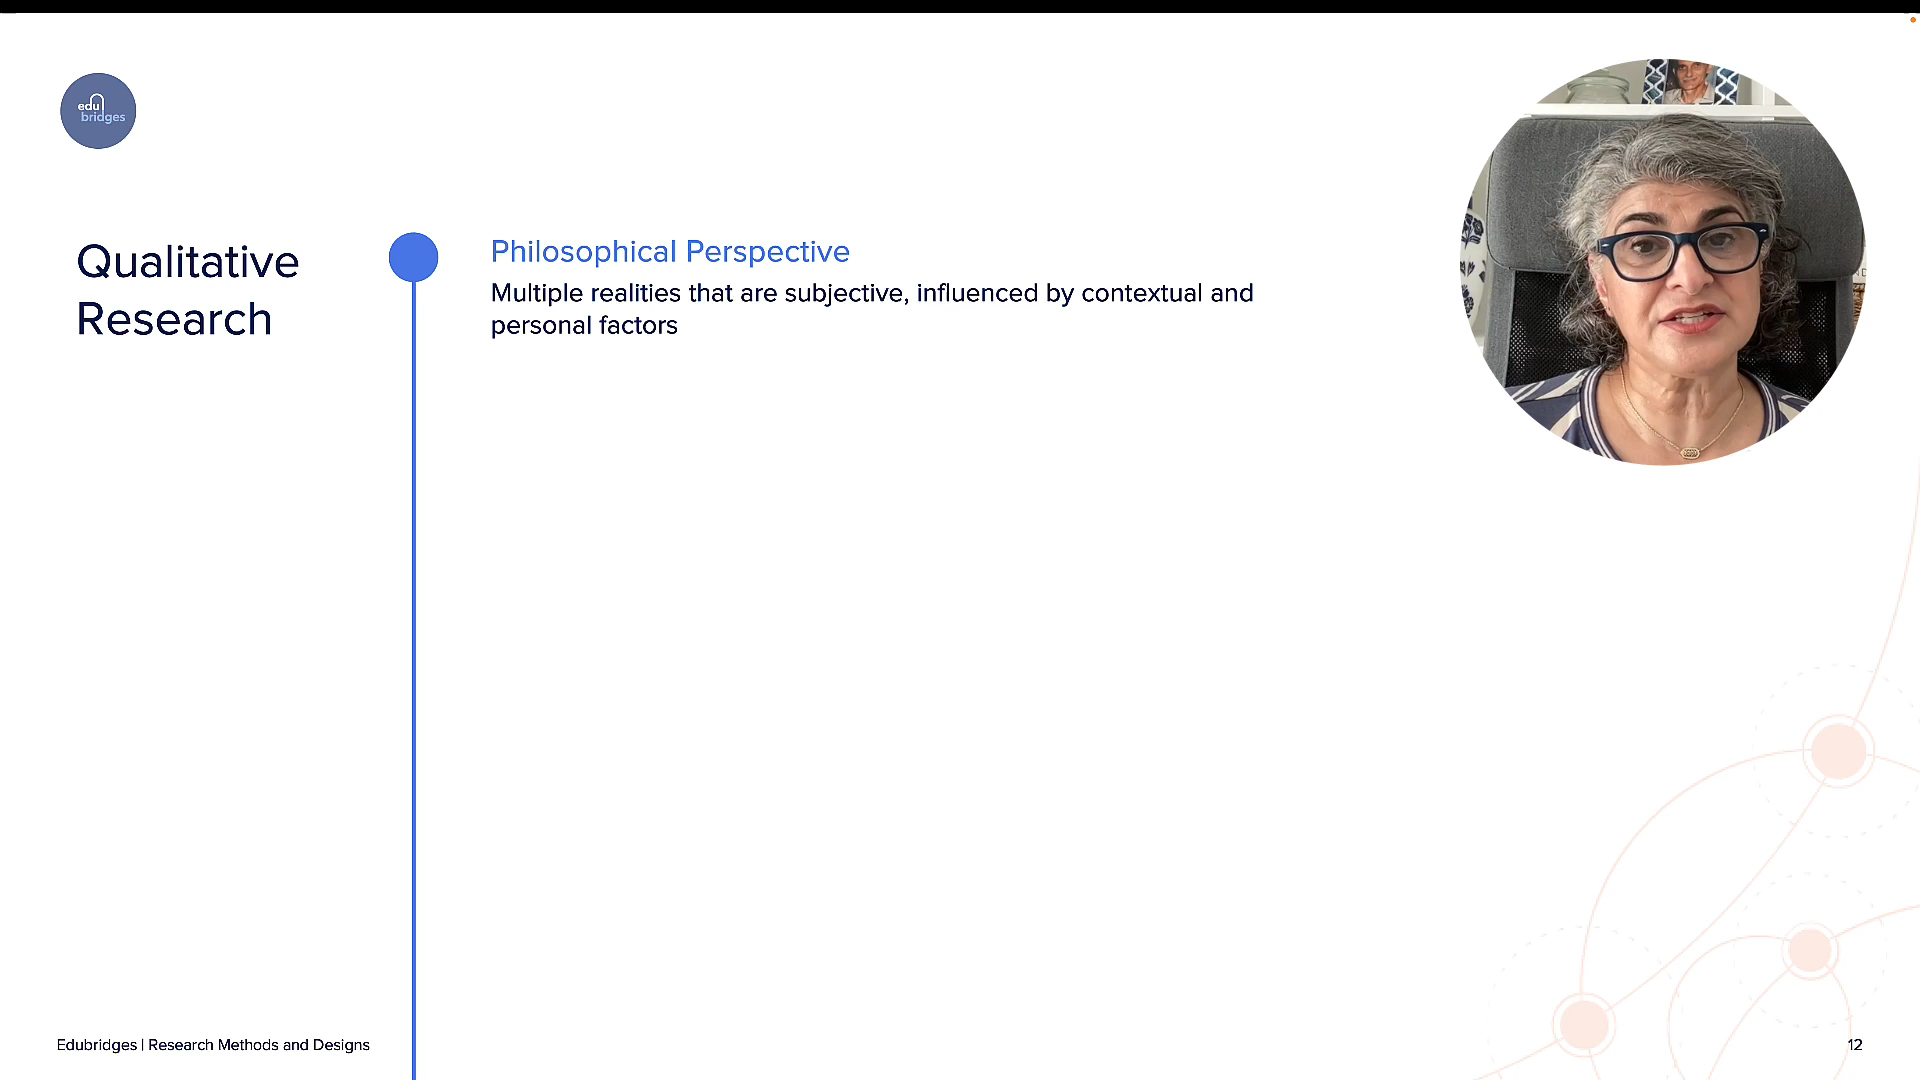 edu
bridges
Qualitative
Research
Philosophical Perspective
Multiple realities that are subjective, influenced by contextual and
personal factors
Edubridges | Research Methods and Designs
12